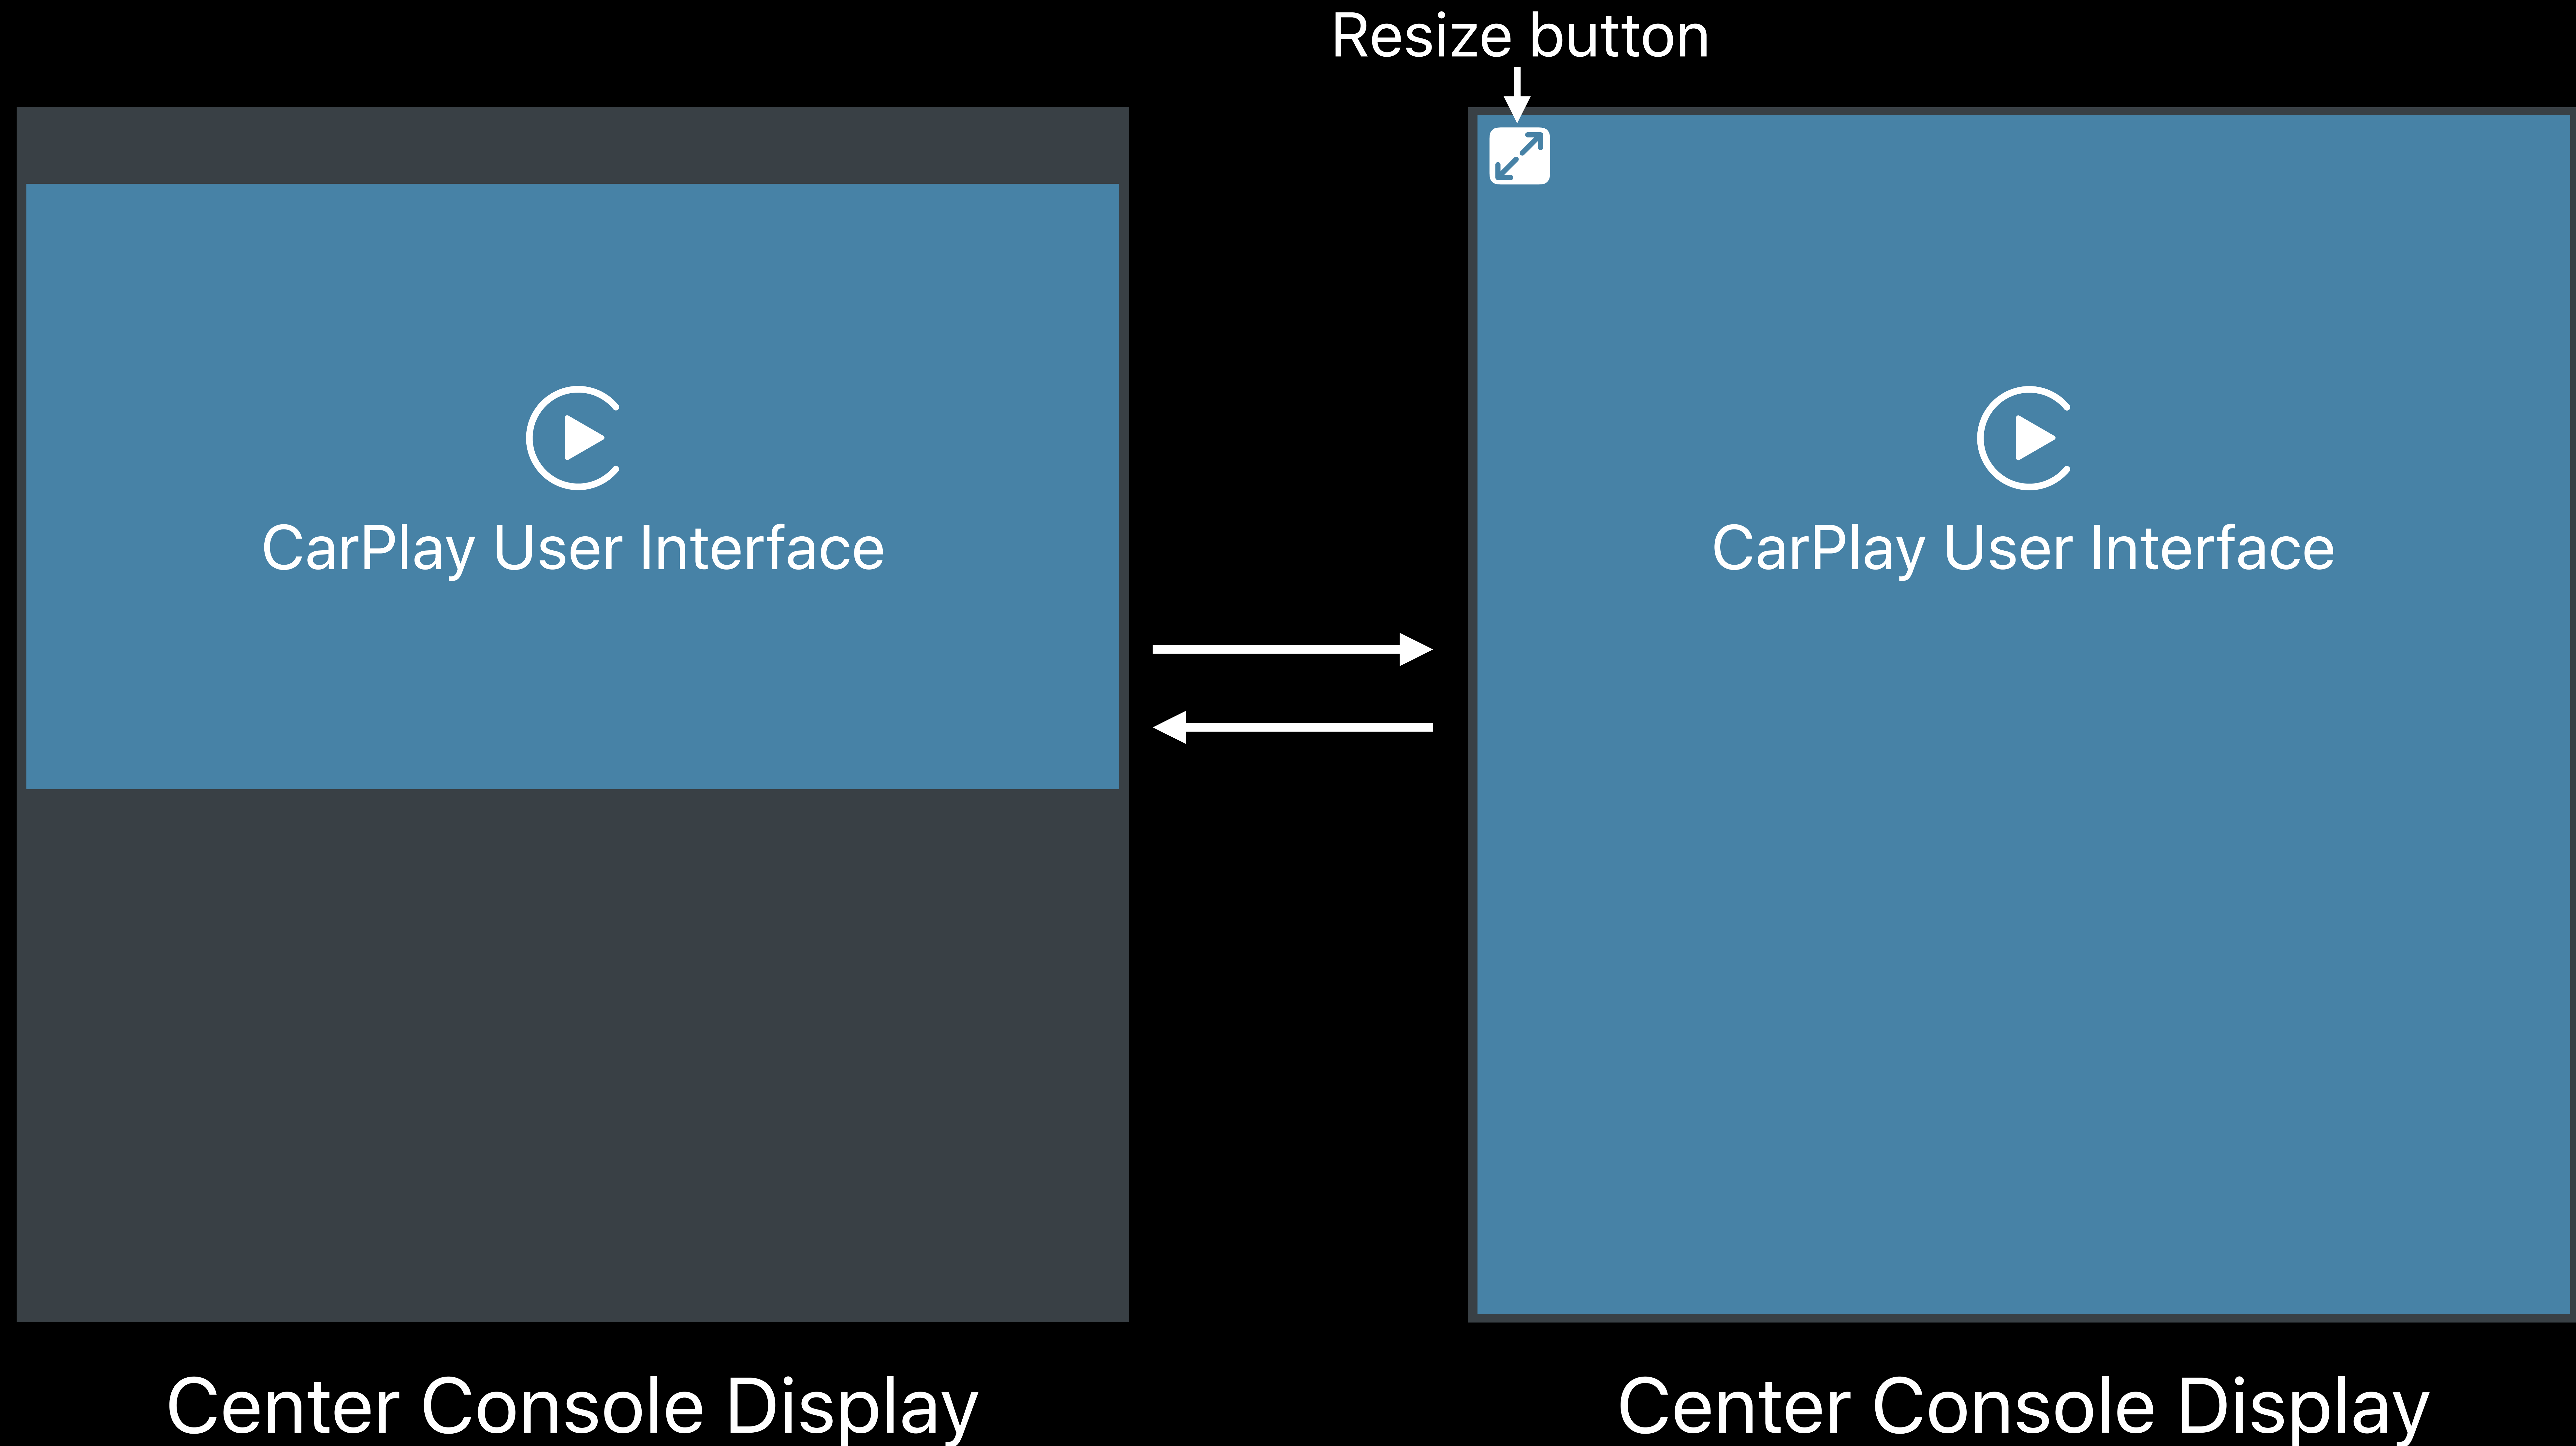 Resize button
CarPlay User Interface
CarPlay User Interface
Center Console Display
Center Console Display